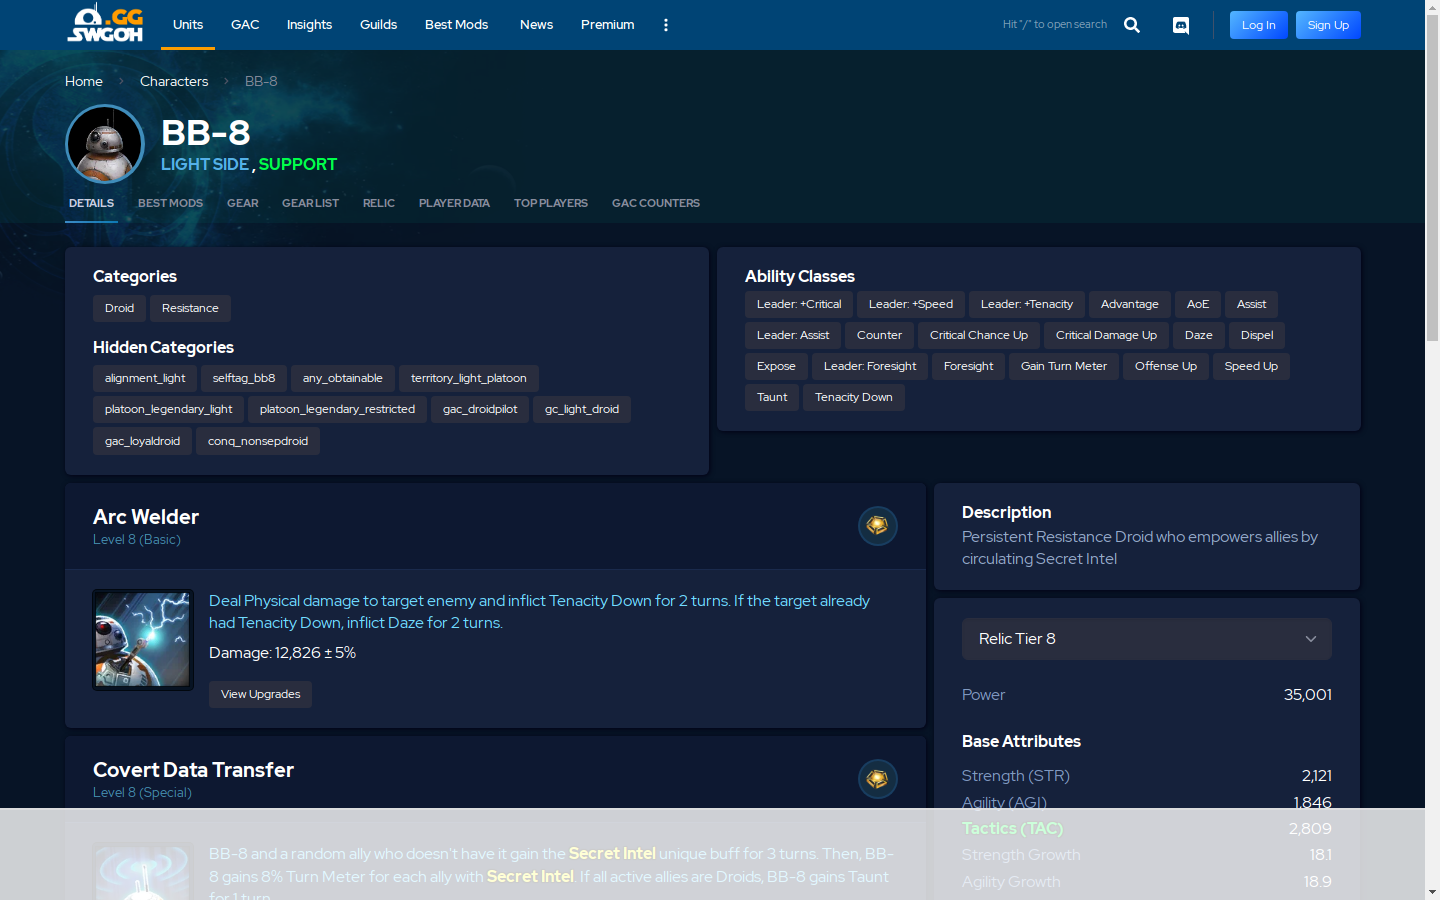 .GG
SWGOH
Units
GAC
Insights
Guilds
Best Mods
News
Premium
Hit "/" to open search
Log In
Sign Up
Home
Characters
BB-8
BB-8
LIGHT SIDE , SUPPORT
DETAILS
BEST MODS
GEAR
GEAR LIST
RELIC
PLAYER DATA
TOP PLAYERS
GAC COUNTERS
Categories
Droid
Resistance
Hidden Categories
alignment_light
selftag_bb8
any_obtainable
territory_light_platoon
platoon_legendary_light
platoon_legendary_restricted
gac_droidpilot
gc_light_droid
gac_loyaldroid
conq_nonsepdroid
Ability Classes
Leader: +Critical
Leader: +Speed
Leader: +Tenacity
Advantage
AoE
Assist
Leader: Assist
Counter
Critical Chance Up
Critical Damage Up
Daze
Dispel
Expose
Leader: Foresight
Foresight
Gain Turn Meter
Offense Up
Speed Up
Taunt
Tenacity Down
Arc Welder
Level 8 (Basic)
Deal Physical damage to target enemy and inflict Tenacity Down for 2 turns. If the target already
had Tenacity Down, inflict Daze for 2 turns.
Damage: 12,826 ± 5%
View Upgrades
Covert Data Transfer
Level 8 (Special)
BB-8 and a random ally who doesn't have it gain the Secret Intel unique buff for 3 turns. Then, BB-
8 gains 8% Turn Meter for each ally with Secret Intel. If all active allies are Droids, BB-8 gains Taunt
for 1 turn.
Description
Persistent Resistance Droid who empowers allies by
circulating Secret Intel
Relic Tier 8
Power 35,001
Base Attributes
Strength (STR) 2,121
Agility (AGI) 1,846
Tactics (TAC) 2,809
Strength Growth 18.1
Agility Growth 18.9